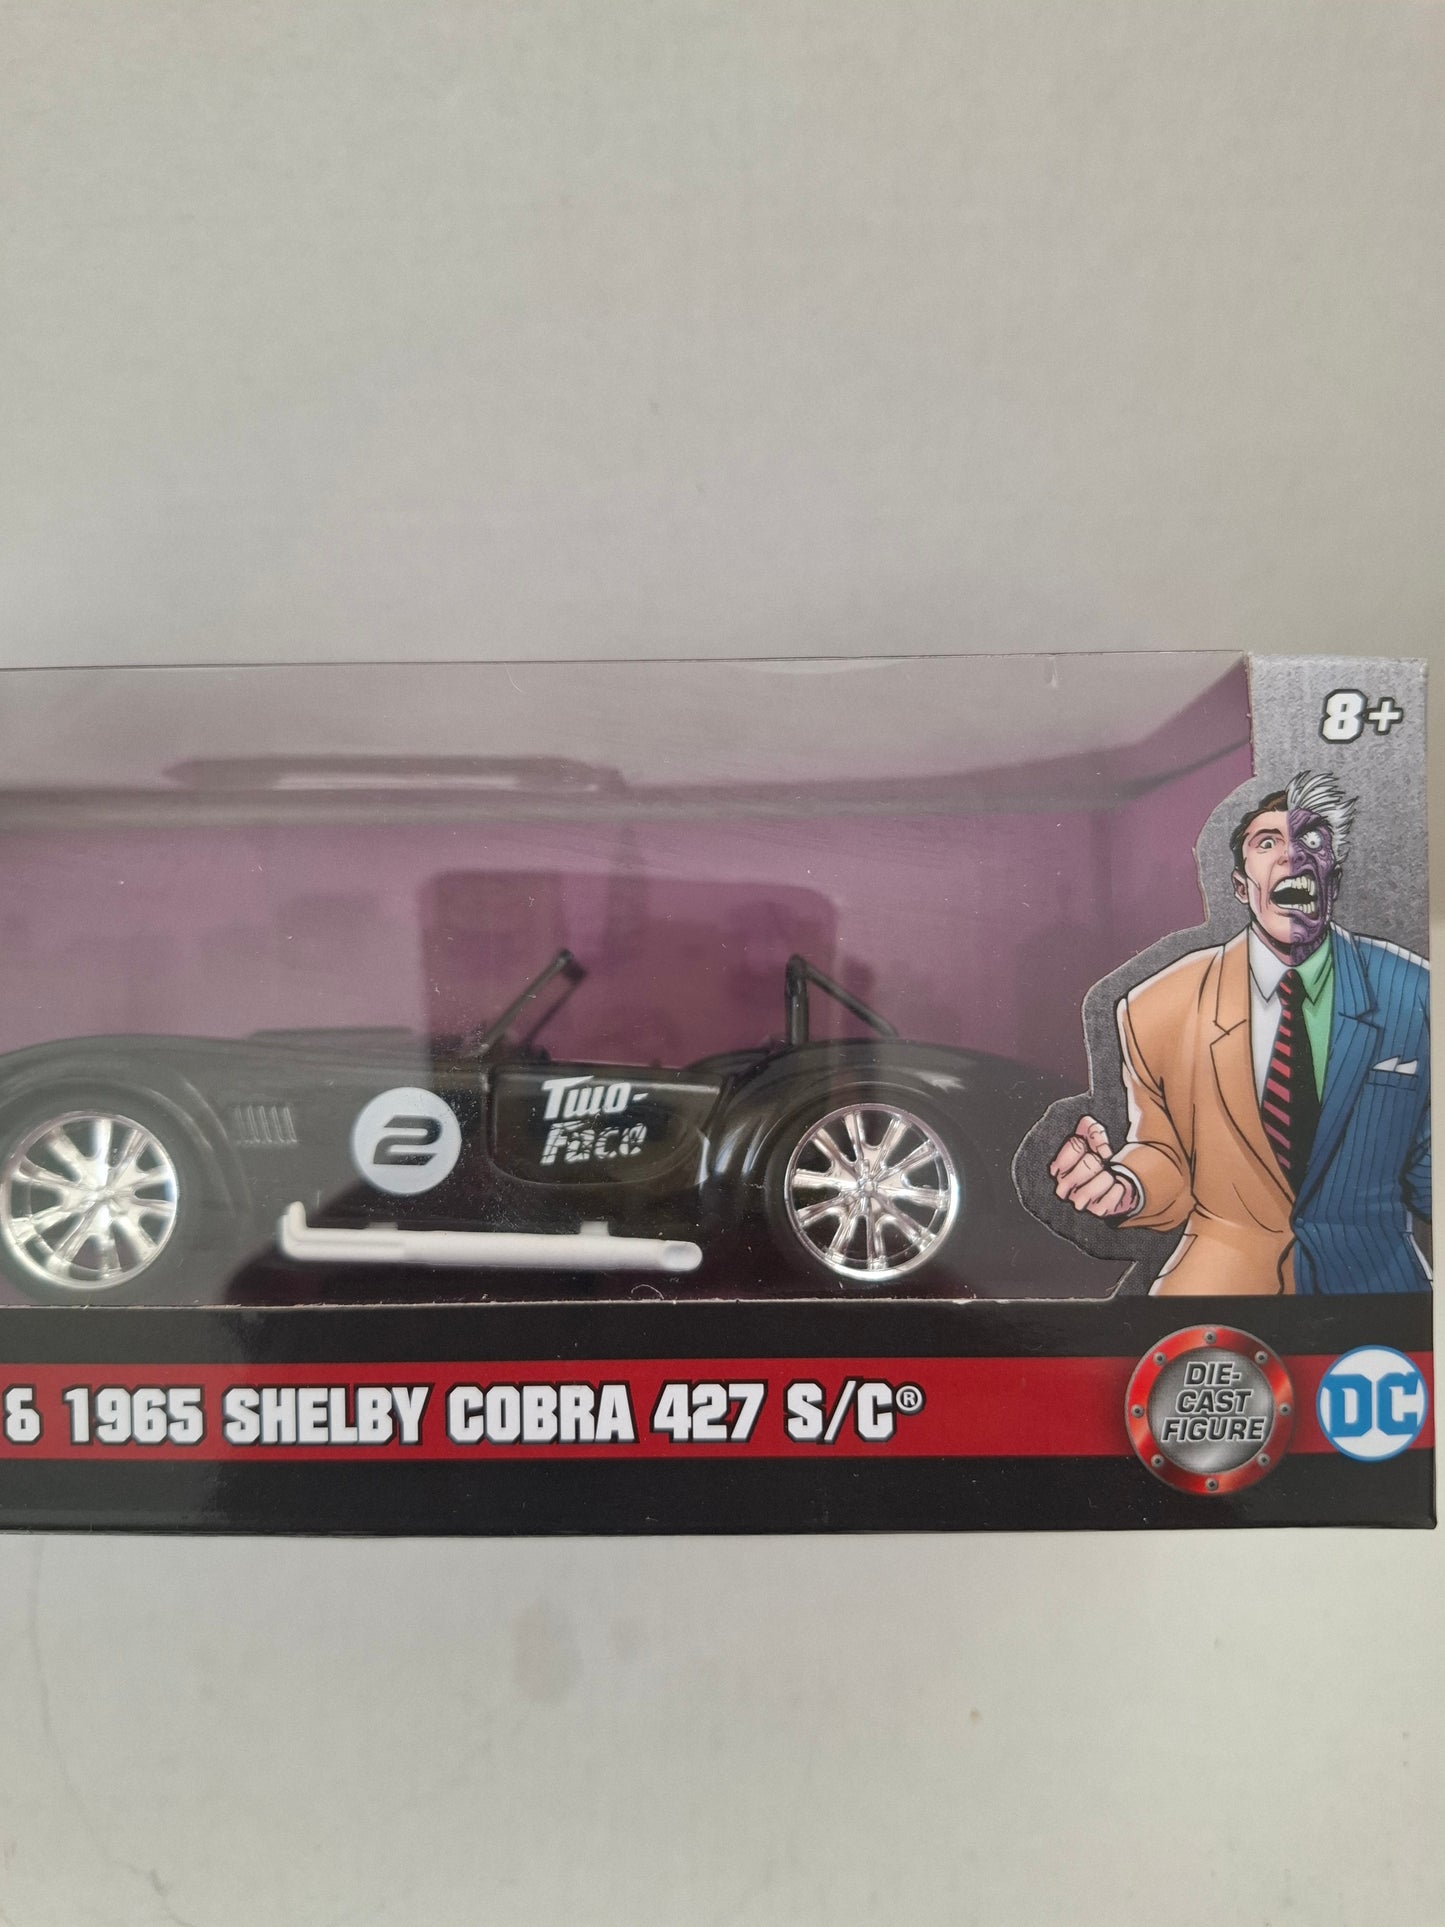 8+
2
Two-
Face
& 1965 SHELBY COBRA 427 S/C®
DIE-
CAST
FIGURE
DC